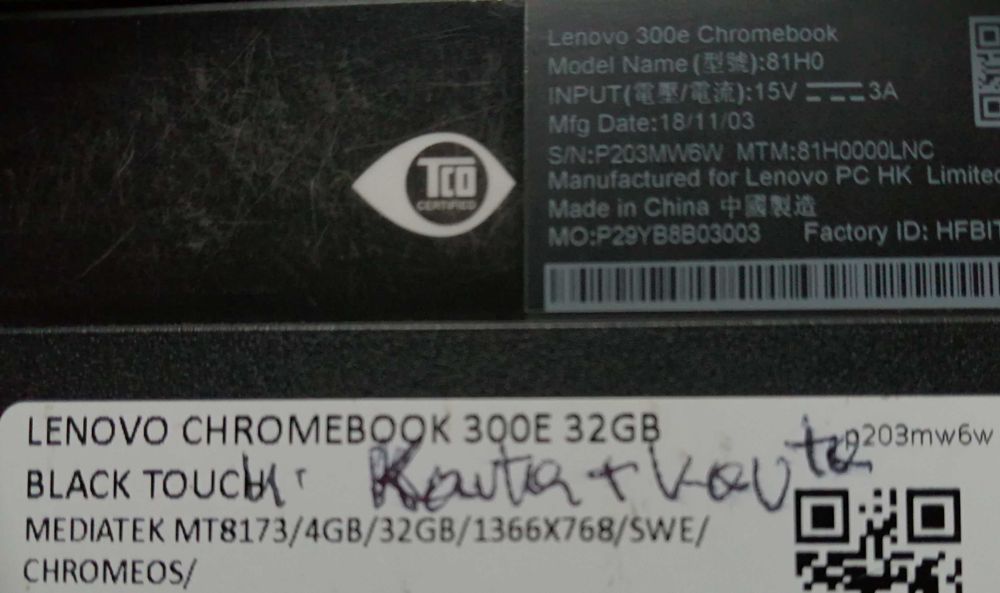 TCO
CERTIFIED
Lenovo 300e Chromebook
Model Name (型號):81H0
INPUT(電壓/電流):15V 3A
Mfg Date:18/11/03
S/N:P203MW6W MTM:81H0000LNC
Manufactured for Lenovo PC HK Limited
Made in China 中國製造
MO:P29YB8B03003 Factory ID: HFBIT
LENOVO CHROMEBOOK 300E 32GB
p203mw6w
BLACK TOUCH
MEDIATEK MT8173/4GB/32GB/1366X768/SWE/
CHROMEOS/